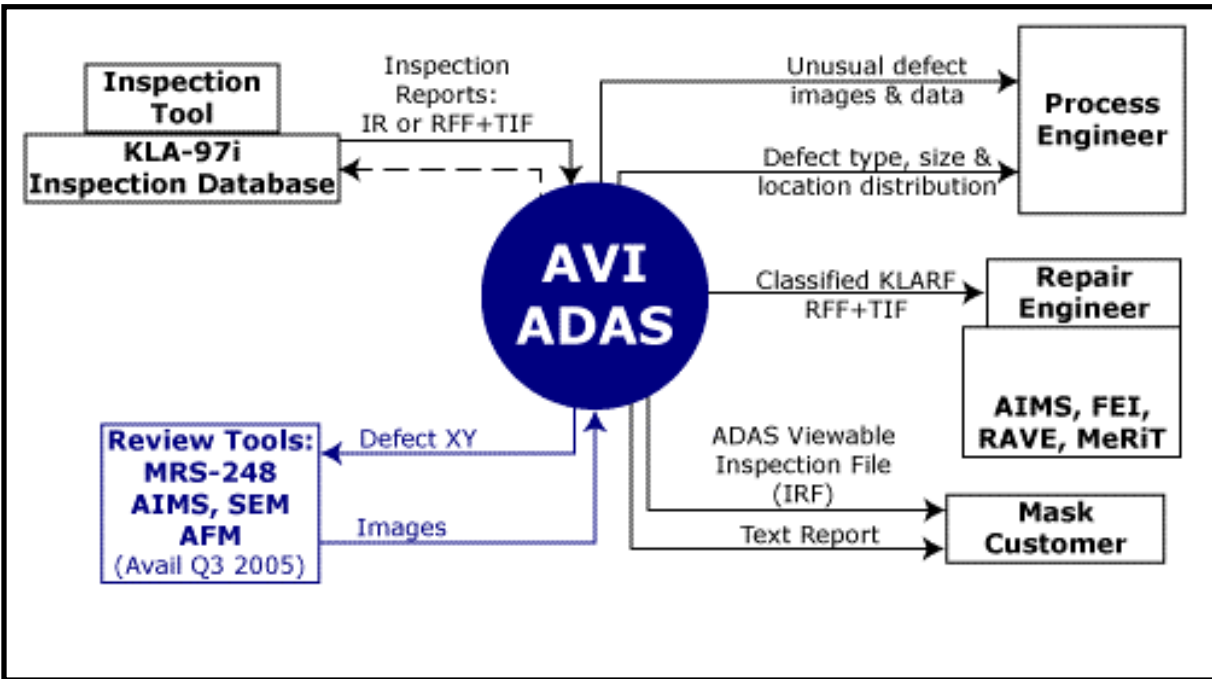 Inspection
Tool
KLA-97i
Inspection Database
Inspection
Reports:
IR or RFF+TIF
Unusual defect
images & data
Defect type, size &
location distribution
Process
Engineer
AVI
ADAS
Classified KLARF
RFF+TIF
Repair
Engineer
AIMS, FEI,
RAVE, MeRiT
Review Tools:
MRS-248
AIMS, SEM
AFM
(Avail Q3 2005)
Defect XY
Images
ADAS Viewable
Inspection File
(IRF)
Text Report
Mask
Customer